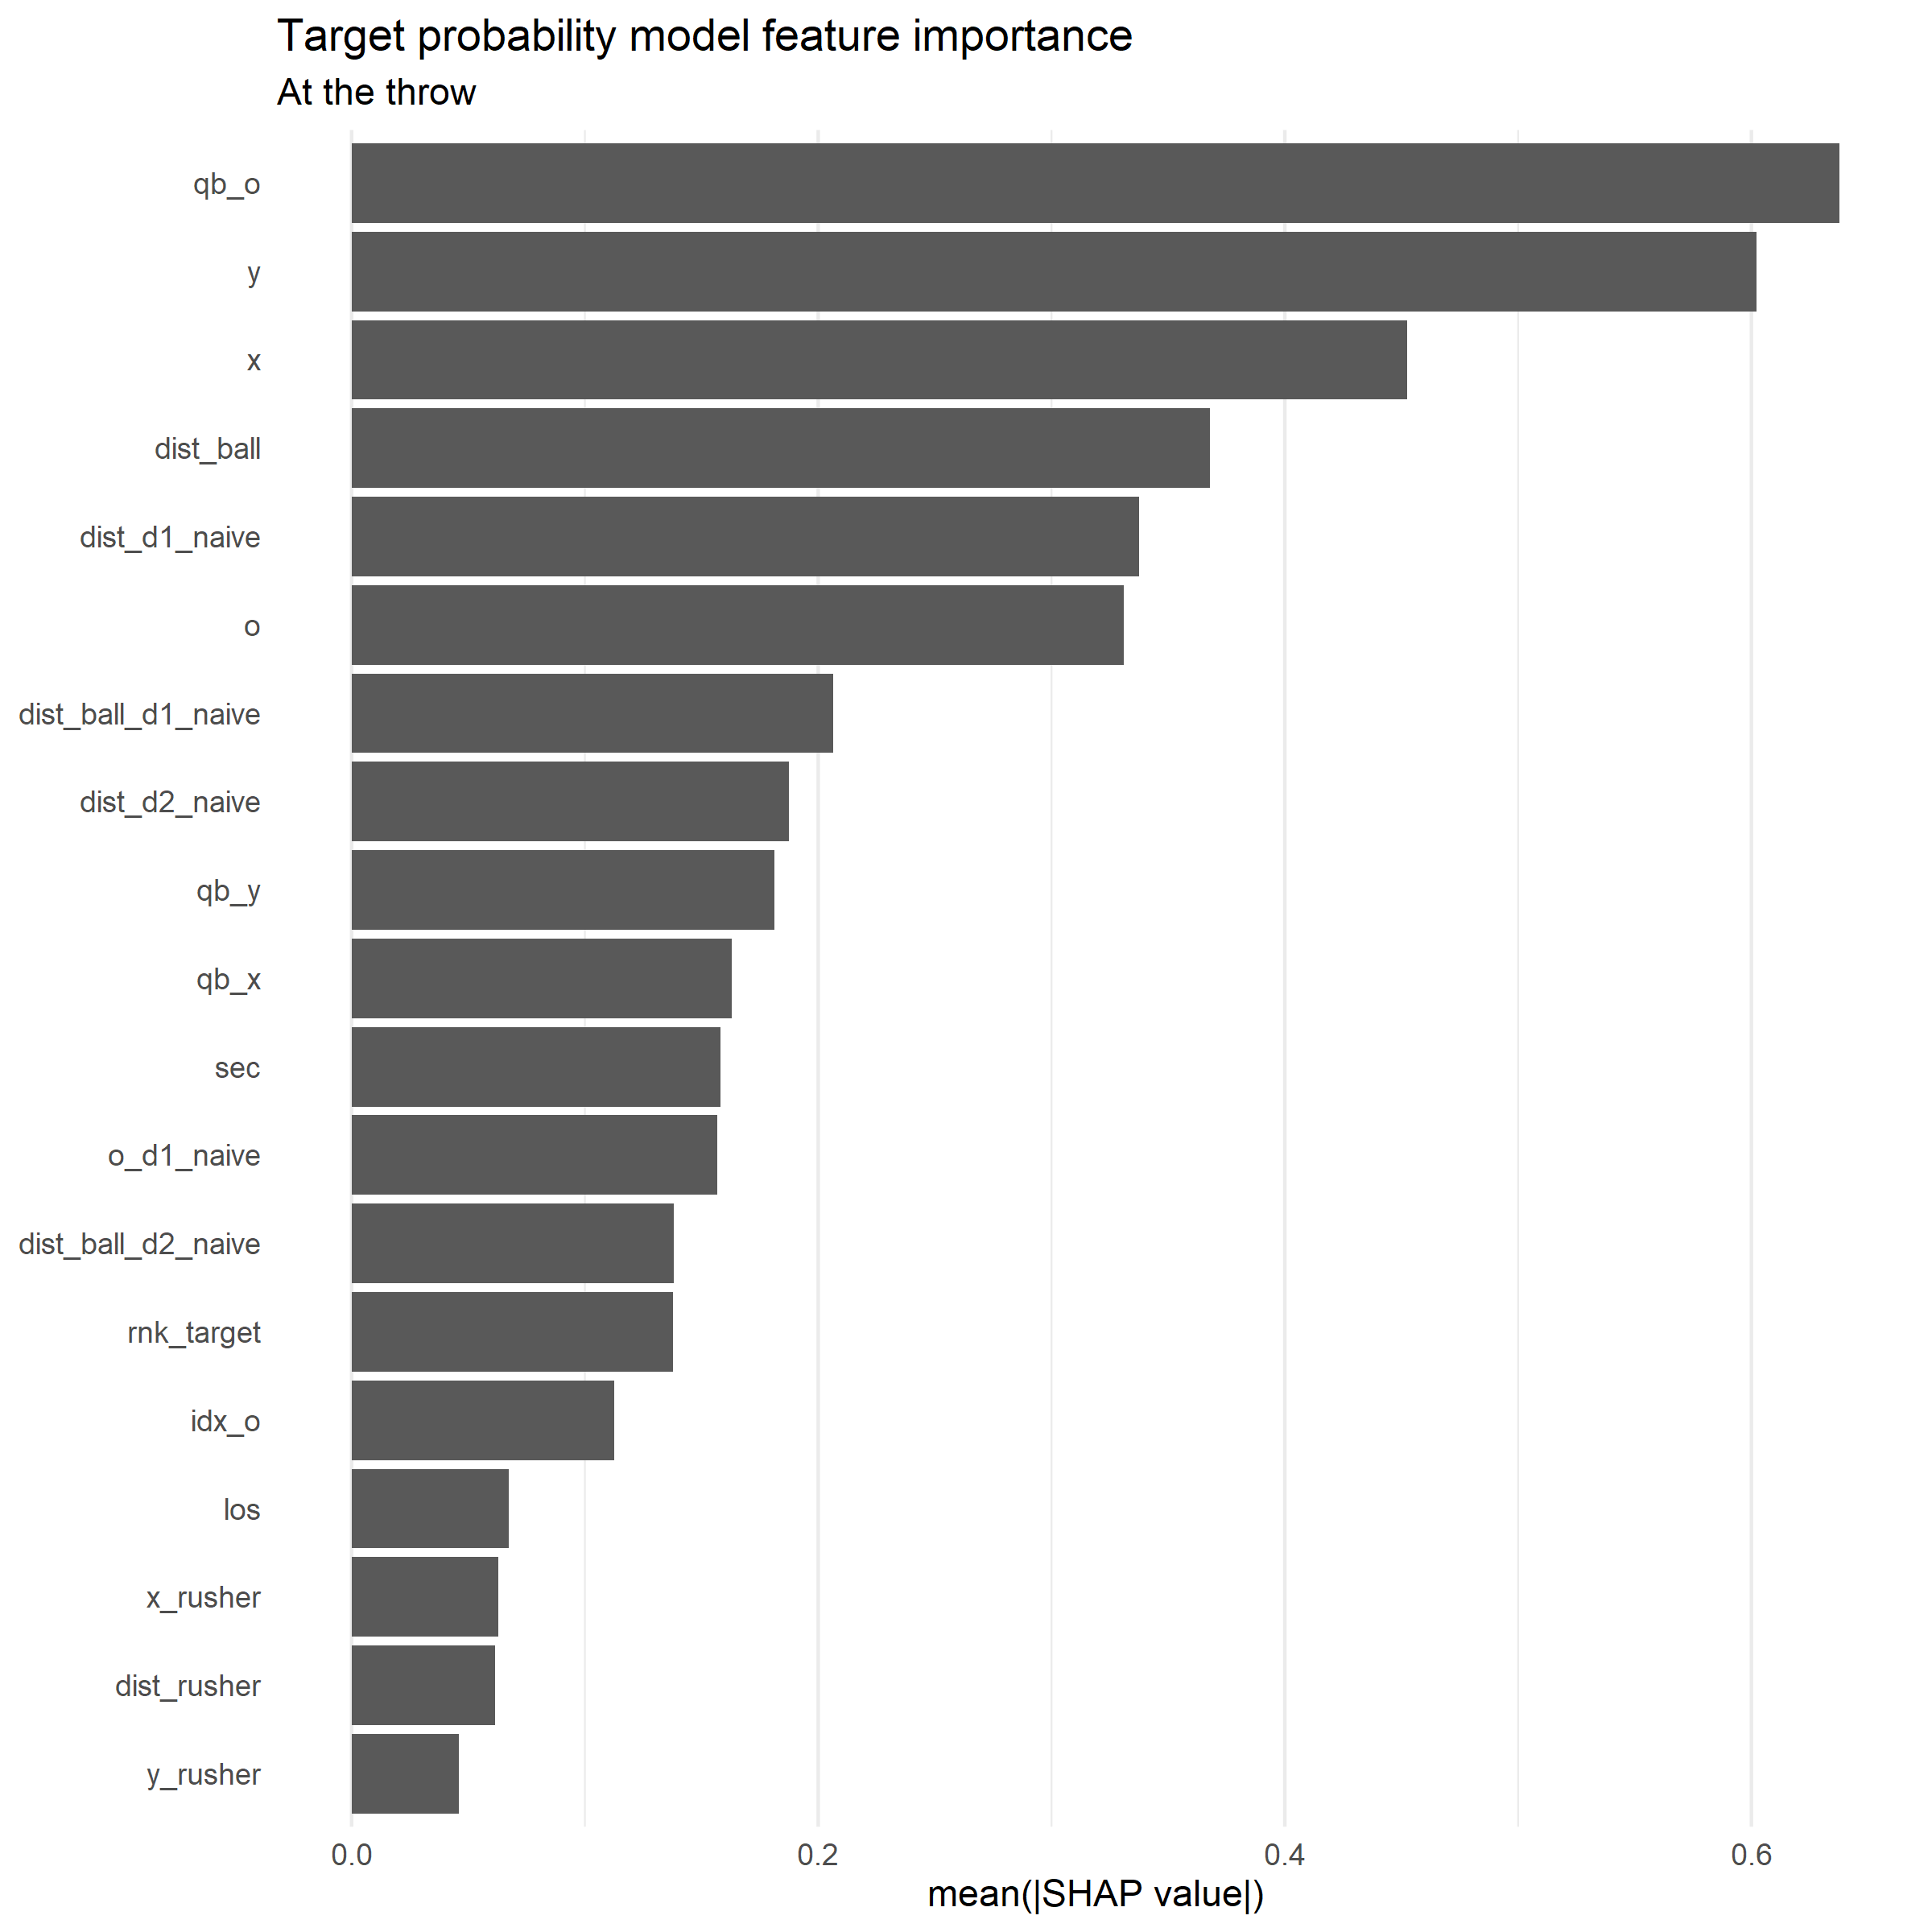 Target probability model feature importance
At the throw
qb_o
y
x
dist_ball
dist_d1_naive
o
dist_ball_d1_naive
dist_d2_naive
qb_y
qb_x
sec
o_d1_naive
dist_ball_d2_naive
rnk_target
idx_o
los
x_rusher
dist_rusher
y_rusher
0.0 0.2 0.4 0.6
mean(|SHAP value|)